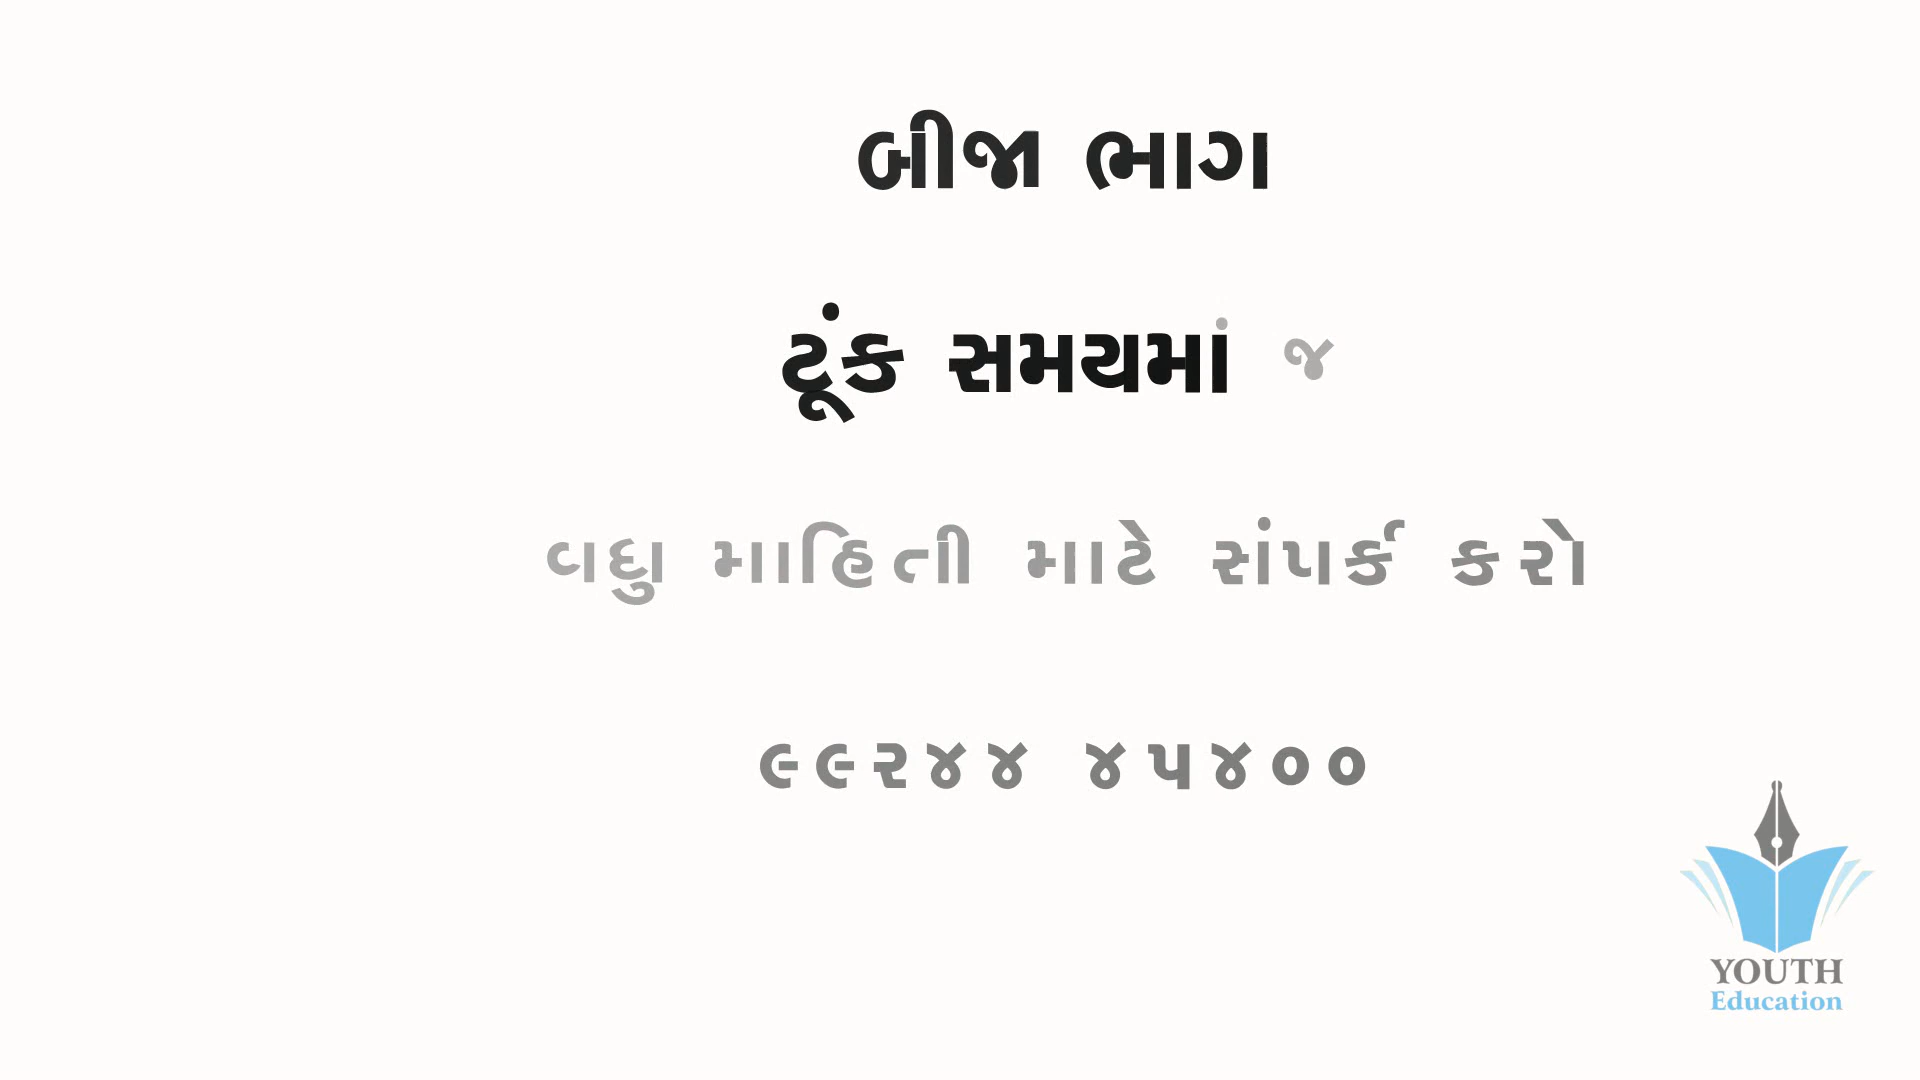 બીજા ભાગ
ટૂંક સમયમાં જ
વધુ માહિતી માટે સંપર્ક કરો
૯૯૨૪૪ ૪૫૪૦૦
YOUTH
Education